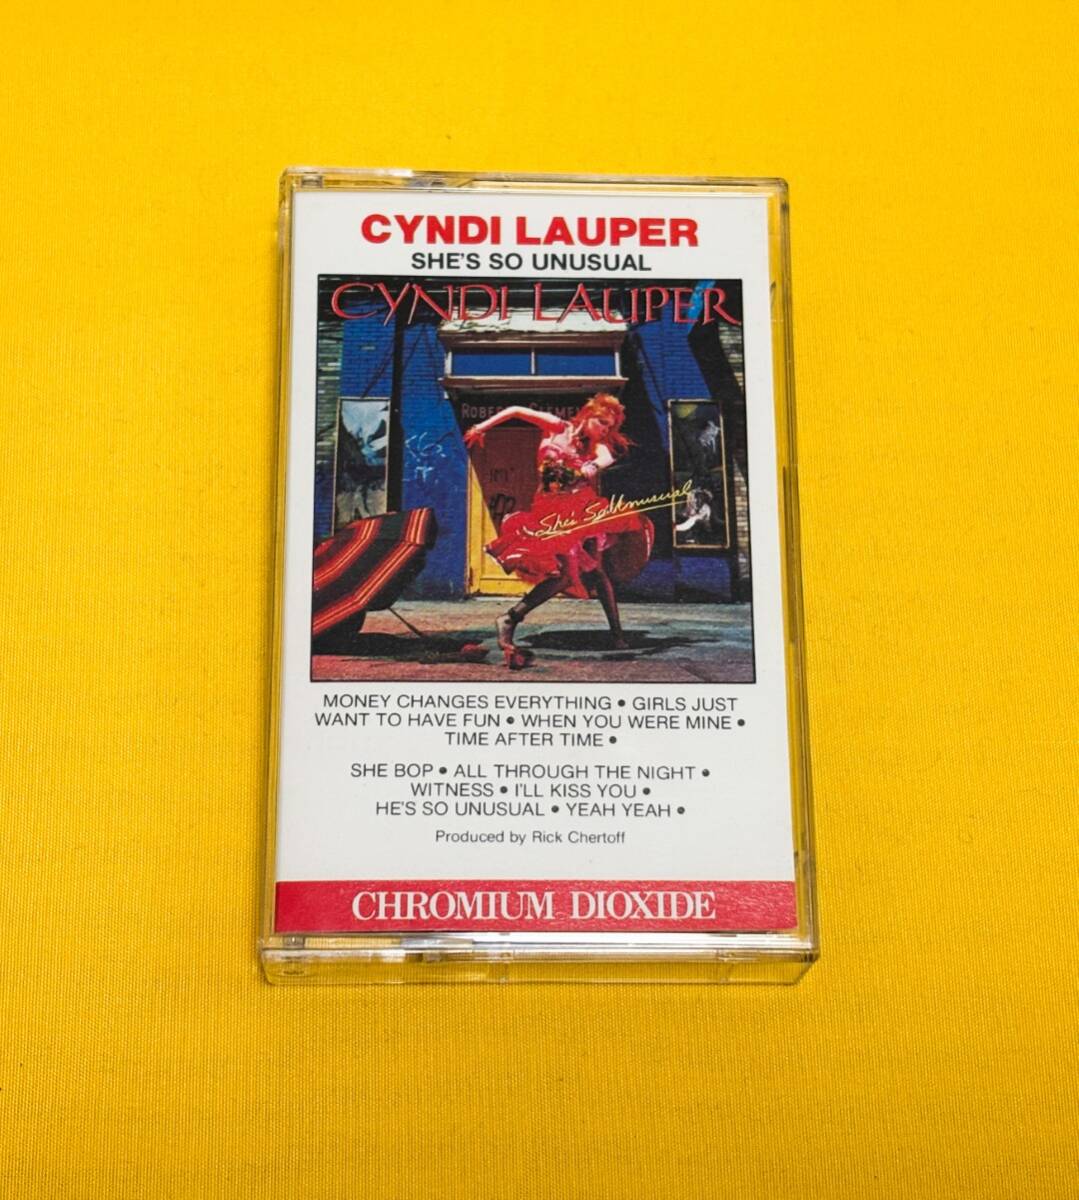 CYNDI LAUPER
SHE'S SO UNUSUAL
CYNDI LAUPER
She's So Unusual
MONEY CHANGES EVERYTHING • GIRLS JUST
WANT TO HAVE FUN • WHEN YOU WERE MINE •
TIME AFTER TIME •
SHE BOP • ALL THROUGH THE NIGHT •
WITNESS • I'LL KISS YOU •
HE'S SO UNUSUAL • YEAH YEAH •
Produced by Rick Chertoff
CHROMIUM DIOXIDE